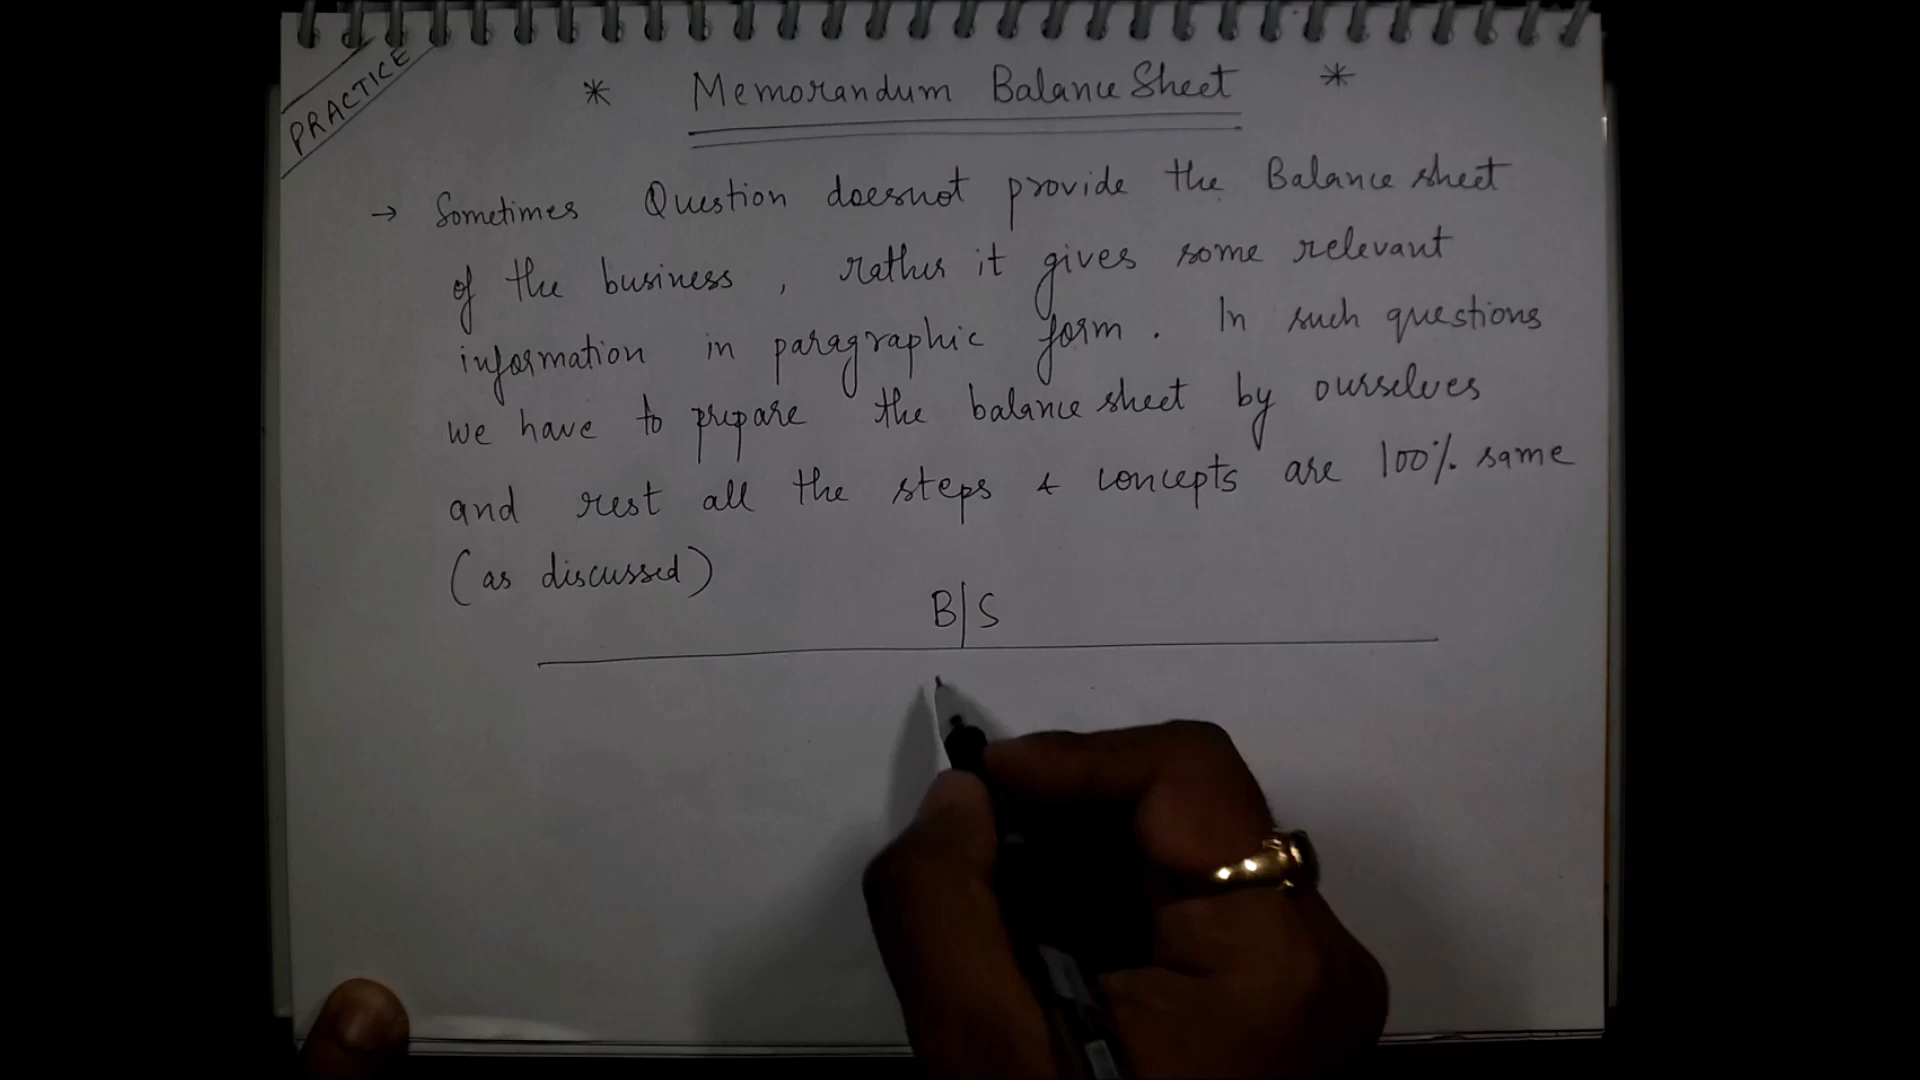 PRACTICE
* Memorandum Balance Sheet *
→ Sometimes Question doesnot provide the Balance sheet
of the business , rather it gives some relevant
information in paragraphic form . In such questions
we have to prepare the balance sheet by ourselves
and rest all the steps & concepts are 100% same
(as discussed)
B/S